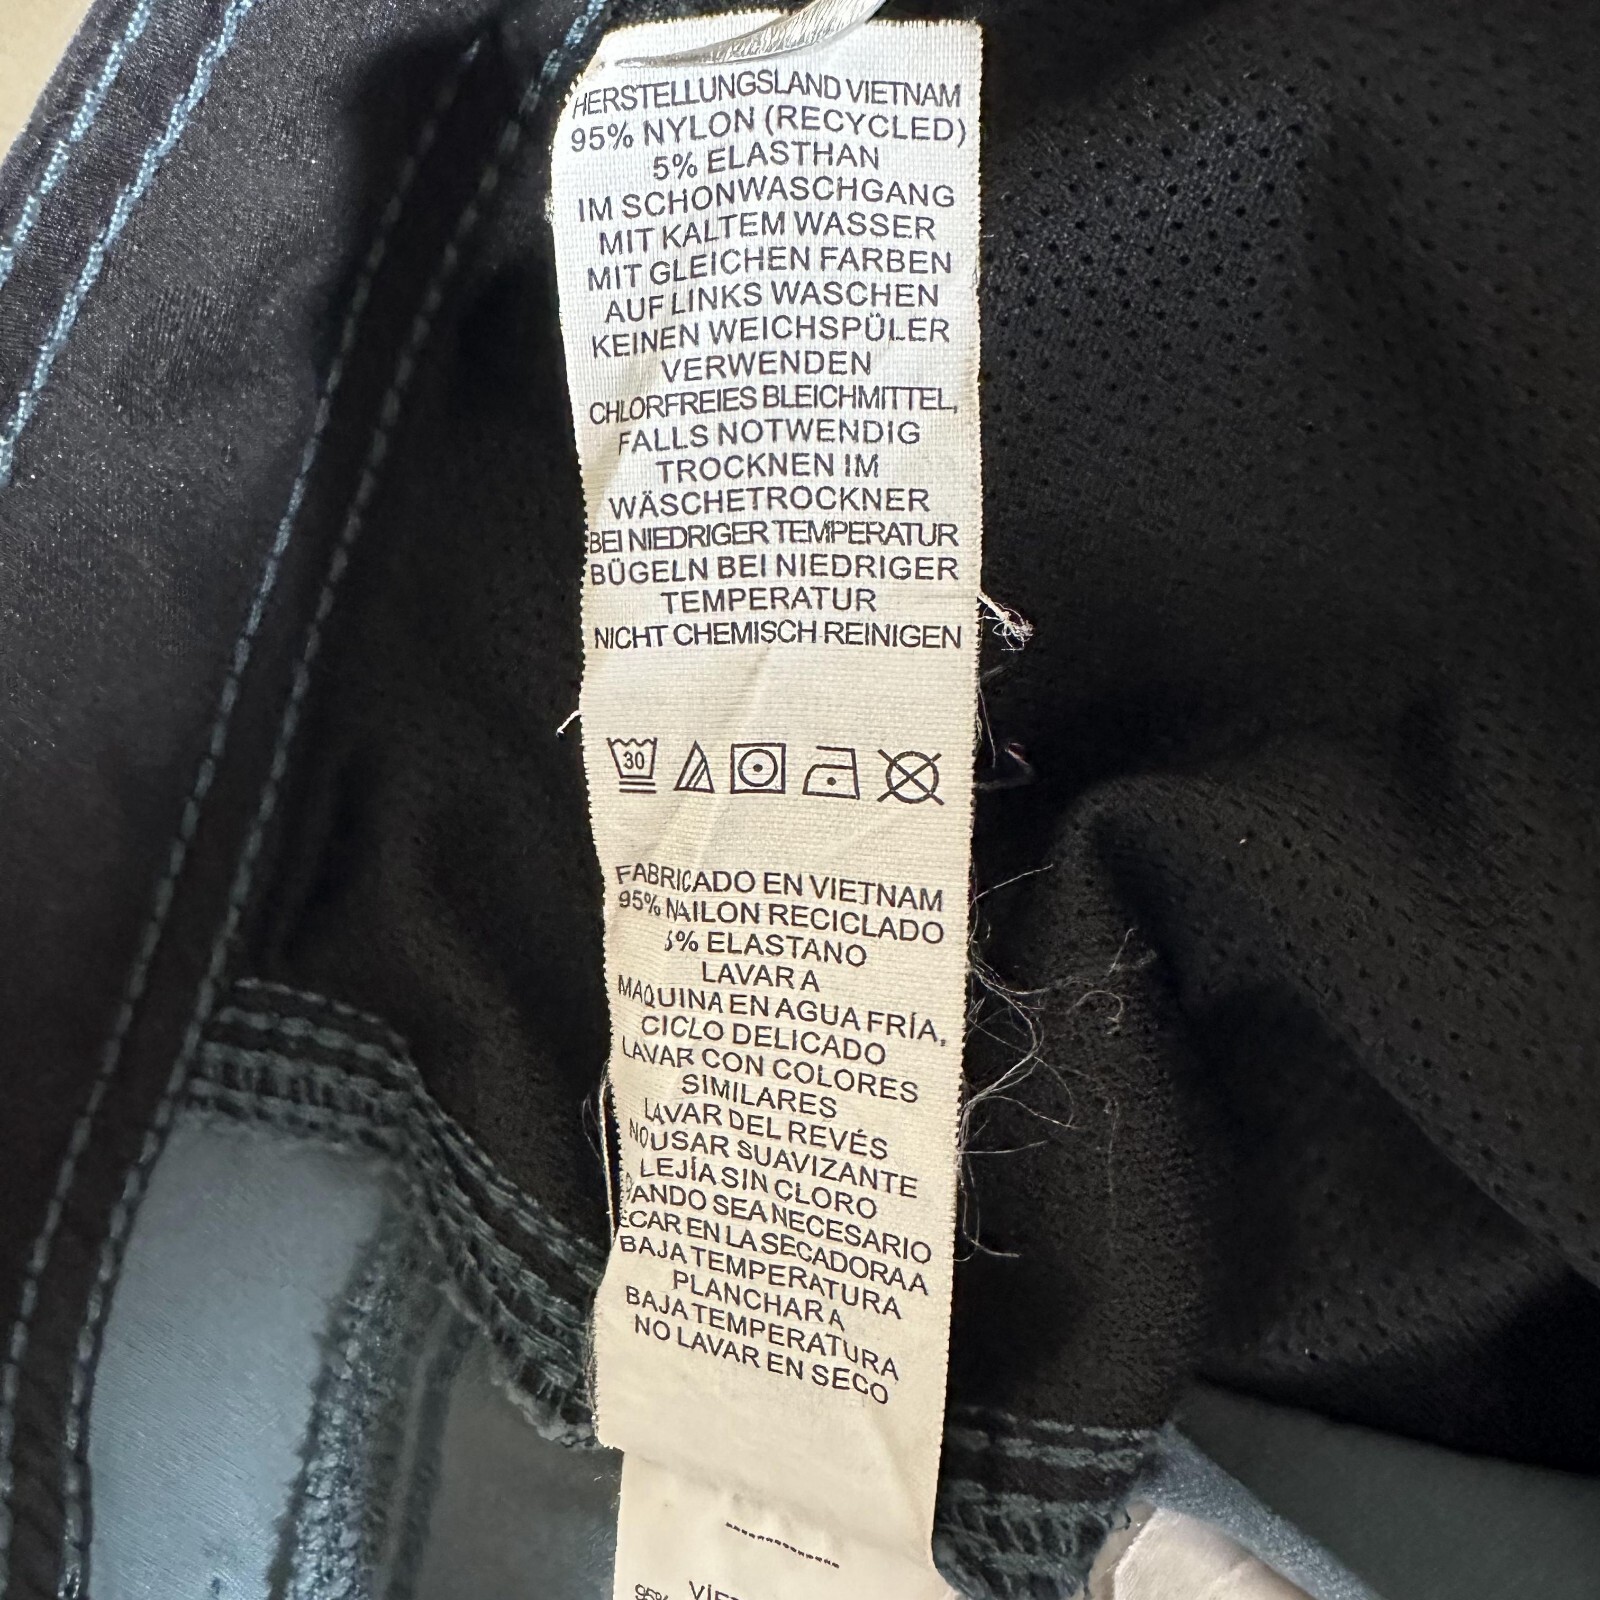 HERSTELLUNGSLAND VIETNAM
95% NYLON (RECYCLED)
5% ELASTHAN
IM SCHONWASCHGANG
MIT KALTEM WASSER
MIT GLEICHEN FARBEN
AUF LINKS WASCHEN
KEINEN WEICHSPÜLER
VERWENDEN
CHLORFREIES BLEICHMITTEL,
FALLS NOTWENDIG
TROCKNEN IM
WÄSCHETROCKNER
BEI NIEDRIGER TEMPERATUR
BÜGELN BEI NIEDRIGER
TEMPERATUR
NICHT CHEMISCH REINIGEN
30
FABRICADO EN VIETNAM
95% NAILON RECICLADO
5% ELASTANO
LAVAR A
MAQUINA EN AGUA FRÍA,
CICLO DELICADO
LAVAR CON COLORES
SIMILARES
LAVAR DEL REVÉS
NO USAR SUAVIZANTE
LEJÍA SIN CLORO
SEA NECESARIO
EN LA SECADORA A
BAJA TEMPERATURA
PLANCHAR A
BAJA TEMPERATURA
NO LAVAR EN SECO
95%